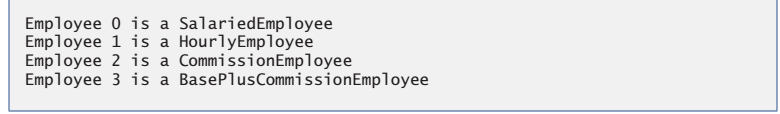 Employee 0 is a SalariedEmployee
Employee 1 is a HourlyEmployee
Employee 2 is a CommissionEmployee
Employee 3 is a BasePlusCommissionEmployee